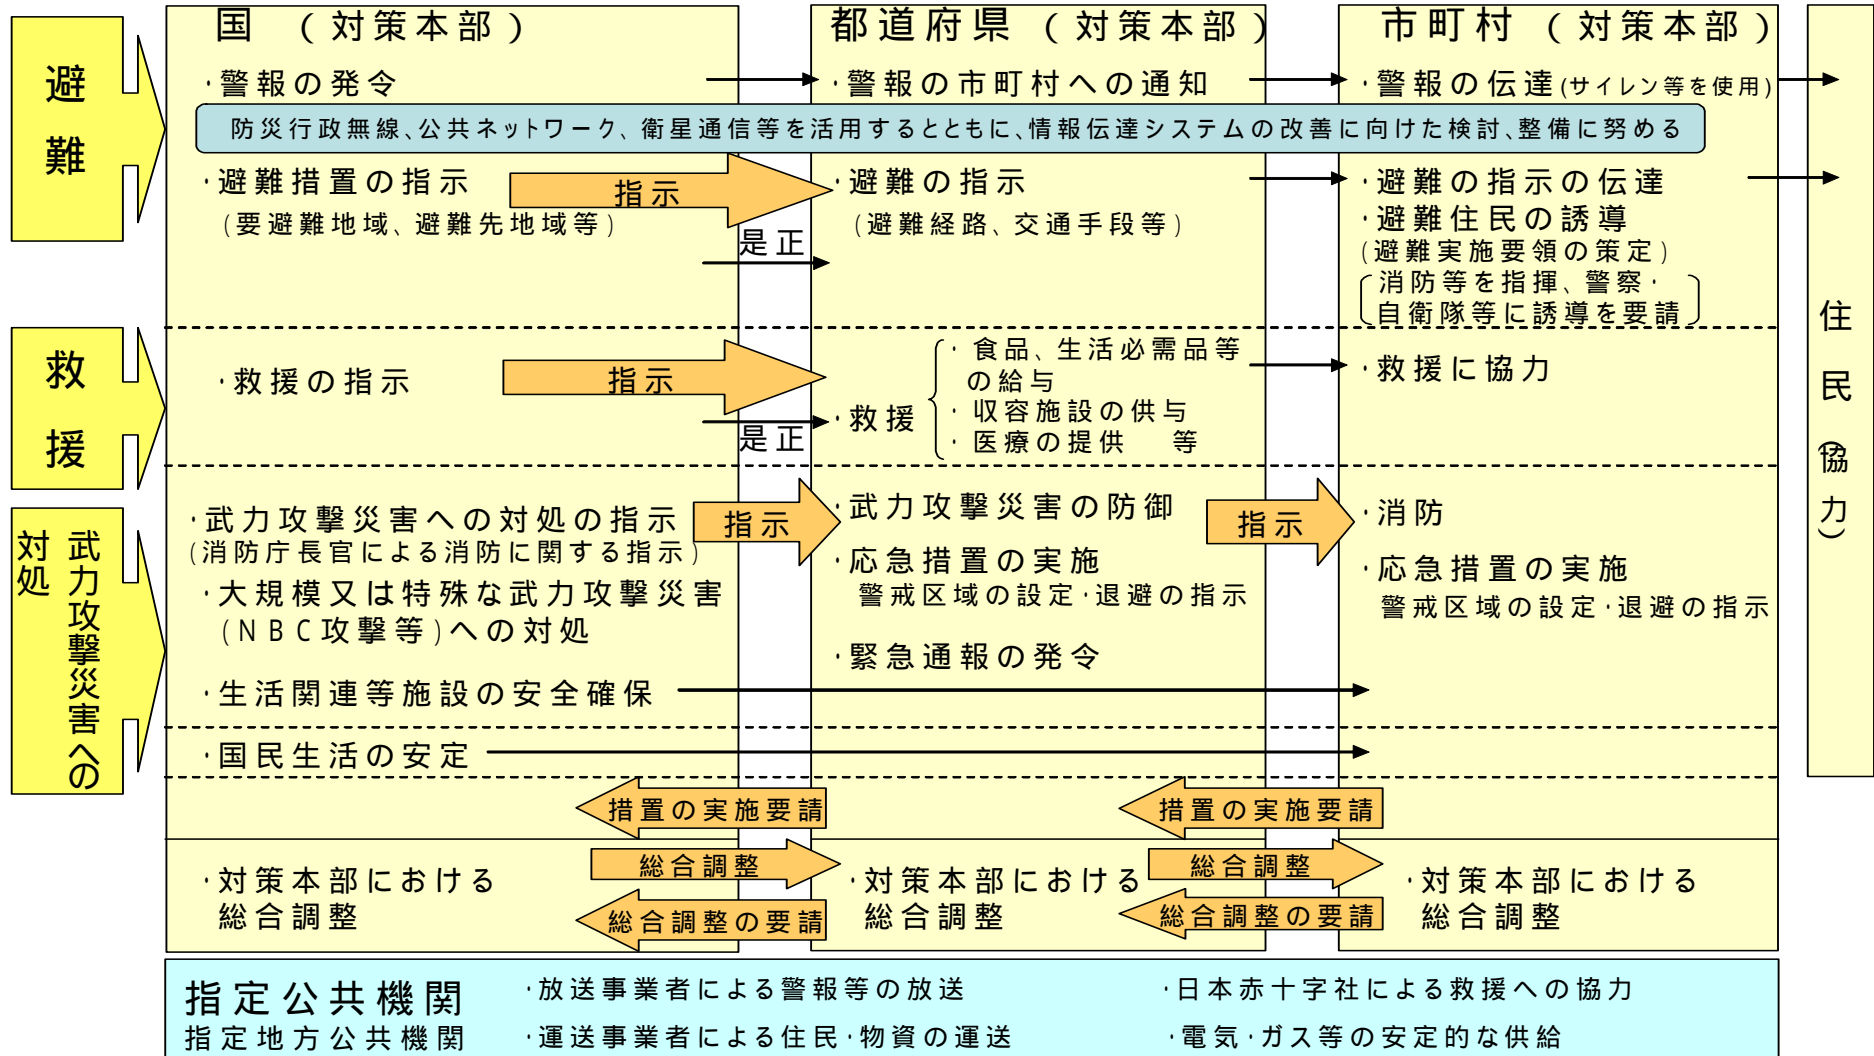 国 (対策本部)
都道府県 (対策本部)
市町村 (対策本部)
避難
・警報の発令
・警報の市町村への通知
・警報の伝達(サイレン等を使用)
防災行政無線、公共ネットワーク、衛星通信等を活用するとともに、情報伝達システムの改善に向けた検討、整備に努める
・避難措置の指示
(要避難地域、避難先地域等)
指示
是正
・避難の指示
(避難経路、交通手段等)
・避難の指示の伝達
・避難住民の誘導
(避難実施要領の策定)
消防等を指揮、警察・
自衛隊等に誘導を要請
救援
・救援の指示
指示
是正
・救援
・食品、生活必需品等
の給与
・収容施設の供与
・医療の提供 等
・救援に協力
武力攻撃災害への
対処
・武力攻撃災害への対処の指示
(消防庁長官による消防に関する指示)
・大規模又は特殊な武力攻撃災害
(NBC攻撃等)への対処
・生活関連等施設の安全確保
指示
・武力攻撃災害の防御
・応急措置の実施
警戒区域の設定・退避の指示
・緊急通報の発令
指示
・消防
・応急措置の実施
警戒区域の設定・退避の指示
・国民生活の安定
措置の実施要請
措置の実施要請
・対策本部における
総合調整
総合調整
総合調整の要請
・対策本部における
総合調整
総合調整
総合調整の要請
・対策本部における
総合調整
住民(協力)
指定公共機関
指定地方公共機関
・放送事業者による警報等の放送
・日本赤十字社による救援への協力
・運送事業者による住民・物資の運送
・電気・ガス等の安定的な供給